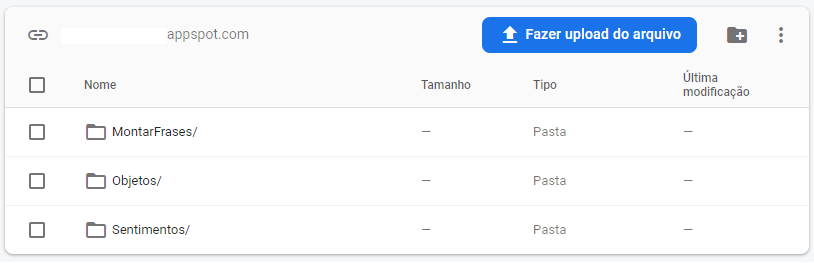 appspot.com Fazer upload do arquivo
Nome Tamanho Tipo Última modificação
MontarFrases/ — Pasta —
Objetos/ — Pasta —
Sentimentos/ — Pasta —